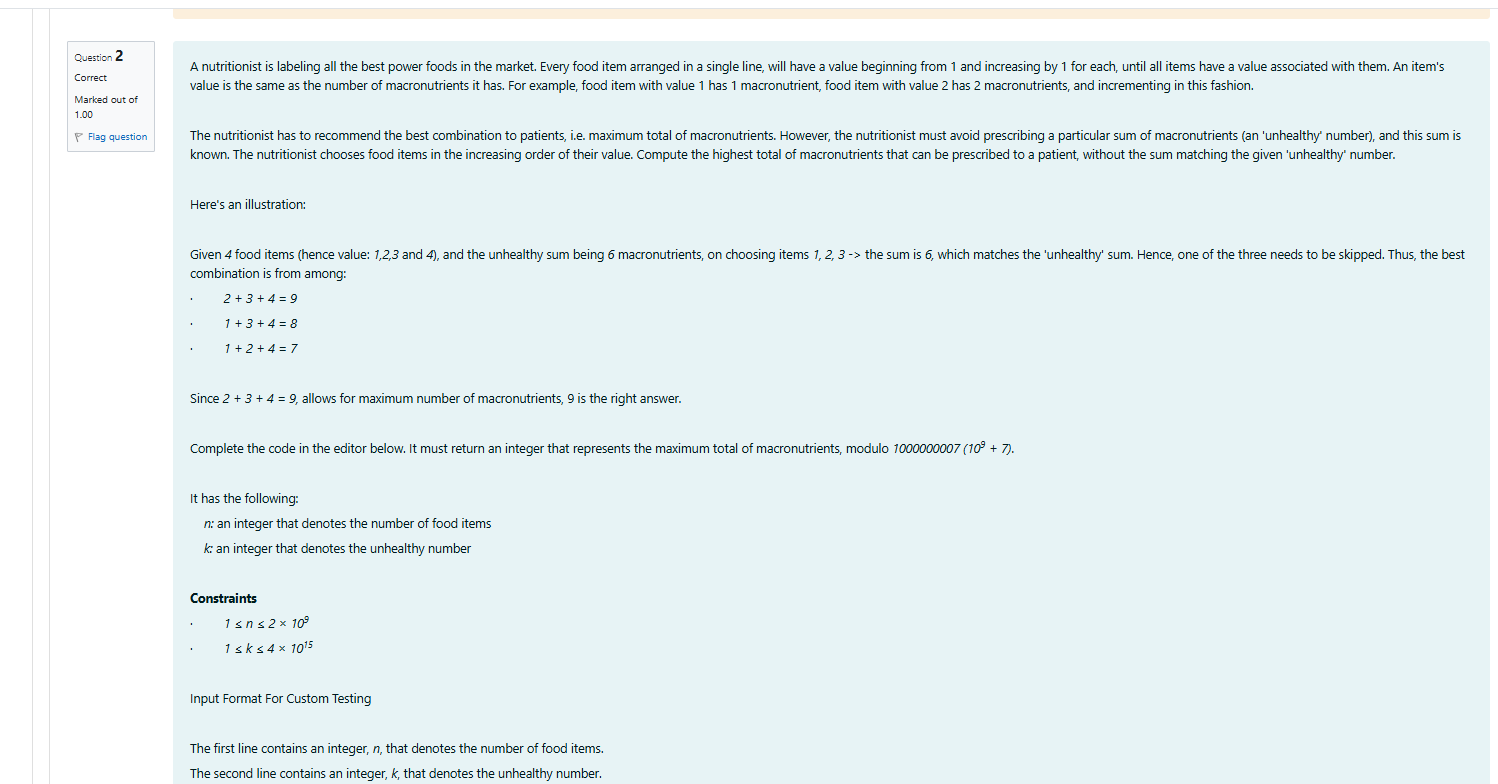 Question 2
Correct
Marked out of
1.00
Flag question
A nutritionist is labeling all the best power foods in the market. Every food item arranged in a single line, will have a value beginning from 1 and increasing by 1 for each, until all items have a value associated with them. An item's
value is the same as the number of macronutrients it has. For example, food item with value 1 has 1 macronutrient, food item with value 2 has 2 macronutrients, and incrementing in this fashion.
The nutritionist has to recommend the best combination to patients, i.e. maximum total of macronutrients. However, the nutritionist must avoid prescribing a particular sum of macronutrients (an 'unhealthy' number), and this sum is
known. The nutritionist chooses food items in the increasing order of their value. Compute the highest total of macronutrients that can be prescribed to a patient, without the sum matching the given 'unhealthy' number.
Here's an illustration:
Given 4 food items (hence value: 1,2,3 and 4), and the unhealthy sum being 6 macronutrients, on choosing items 1, 2, 3 -> the sum is 6, which matches the 'unhealthy' sum. Hence, one of the three needs to be skipped. Thus, the best
combination is from among:
· 2 + 3 + 4 = 9
· 1 + 3 + 4 = 8
· 1 + 2 + 4 = 7
Since 2 + 3 + 4 = 9, allows for maximum number of macronutrients, 9 is the right answer.
Complete the code in the editor below. It must return an integer that represents the maximum total of macronutrients, modulo 1000000007 (10⁹ + 7).
It has the following:
n: an integer that denotes the number of food items
k: an integer that denotes the unhealthy number
Constraints
· 1 ≤ n ≤ 2 × 10⁹
· 1 ≤ k ≤ 4 × 10¹⁵
Input Format For Custom Testing
The first line contains an integer, n, that denotes the number of food items.
The second line contains an integer, k, that denotes the unhealthy number.